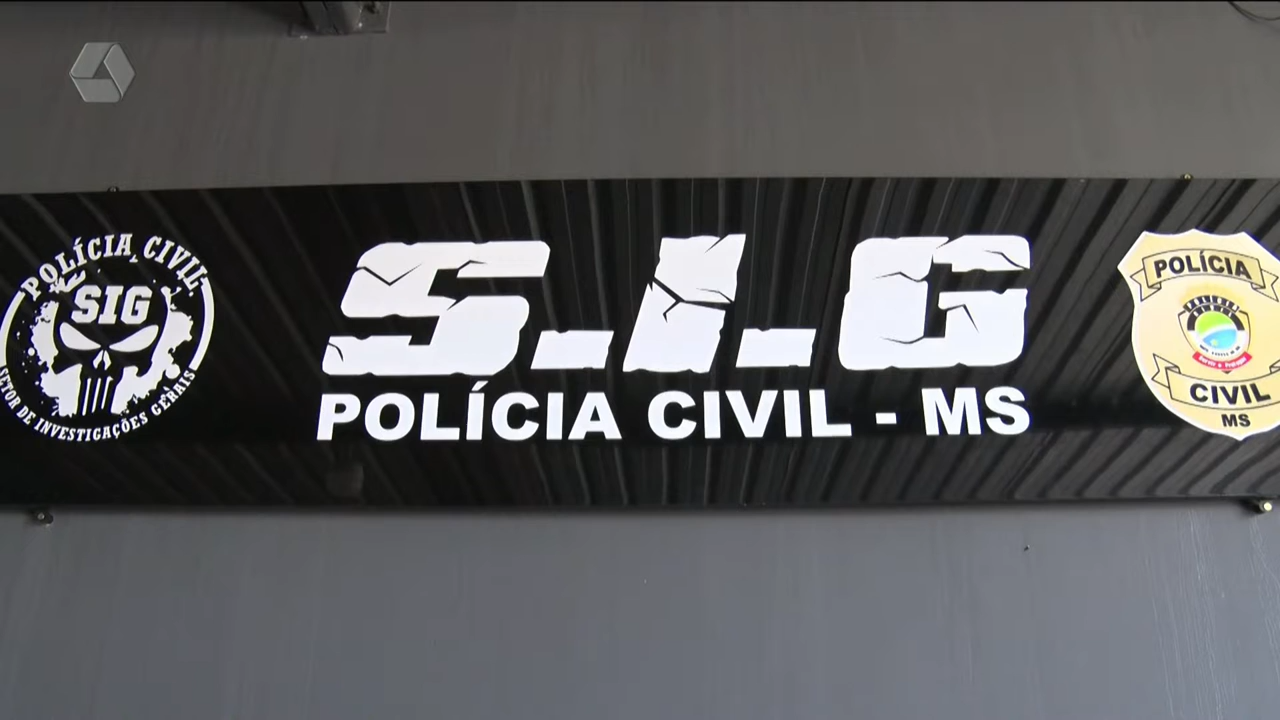 POLÍCIA CIVIL
SIG
SETOR DE INVESTIGAÇÕES GERAIS
S.I.G
POLÍCIA CIVIL - MS
POLÍCIA
CIVIL
MS